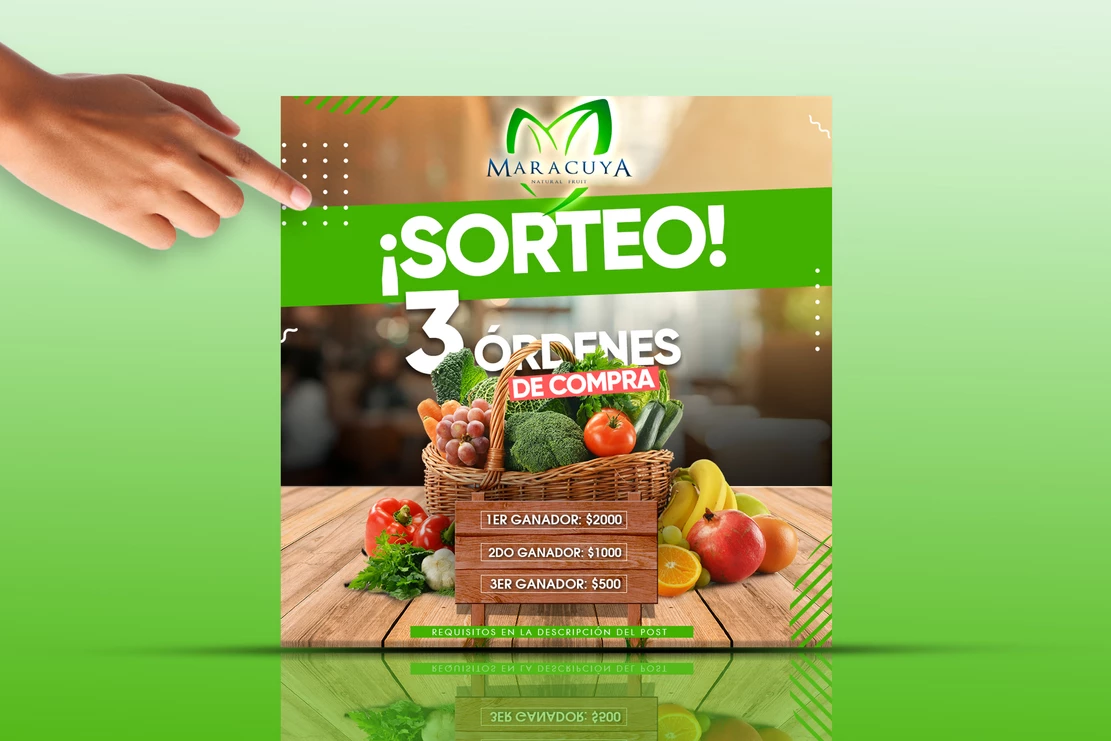 MARACUYA
NATURAL FRUIT
¡SORTEO!
3 ÓRDENES
DE COMPRA
1ER GANADOR: $2000
2DO GANADOR: $1000
3ER GANADOR: $500
REQUISITOS EN LA DESCRIPCIÓN DEL POST